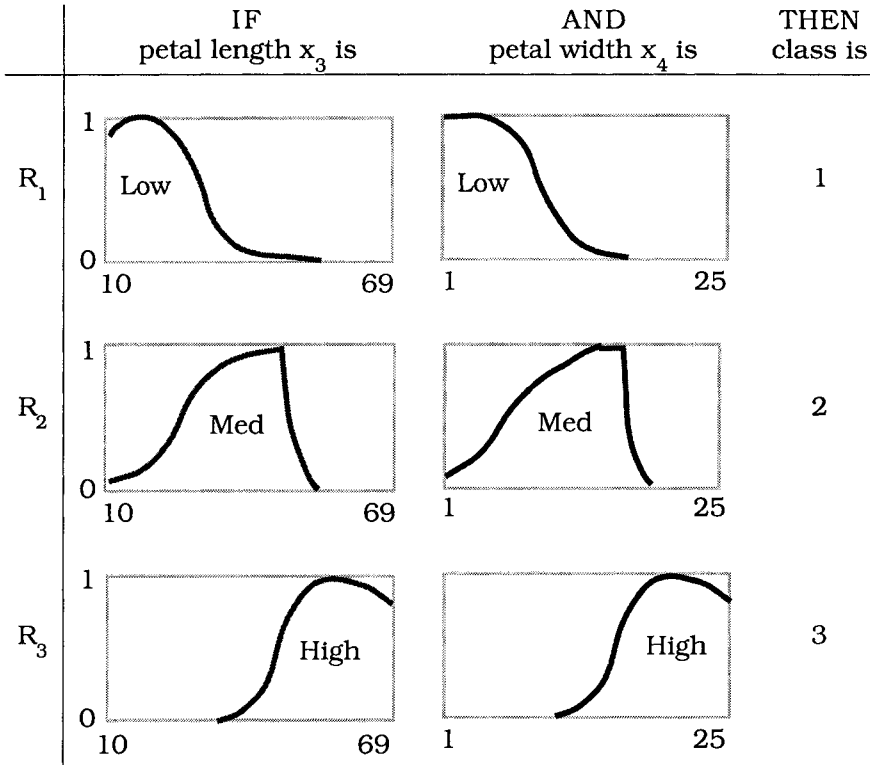 IF AND THEN
petal length x₃ is petal width x₄ is class is
1
R₁ Low Low 1
0
10 69 1 25
1
R₂ Med Med 2
0
10 69 1 25
1
R₃ High High 3
0
10 69 1 25